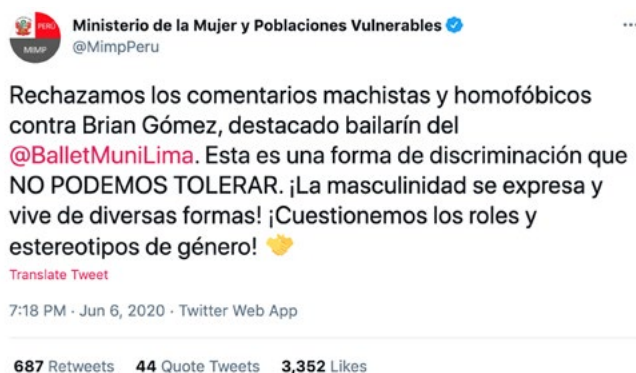 PERÚ
MIMP
Ministerio de la Mujer y Poblaciones Vulnerables
@MimpPeru
Rechazamos los comentarios machistas y homofóbicos
contra Brian Gómez, destacado bailarín del
@BalletMuniLima. Esta es una forma de discriminación que
NO PODEMOS TOLERAR. ¡La masculinidad se expresa y
vive de diversas formas! ¡Cuestionemos los roles y
estereotipos de género! 🤝
Translate Tweet
7:18 PM · Jun 6, 2020 · Twitter Web App
687 Retweets 44 Quote Tweets 3,352 Likes